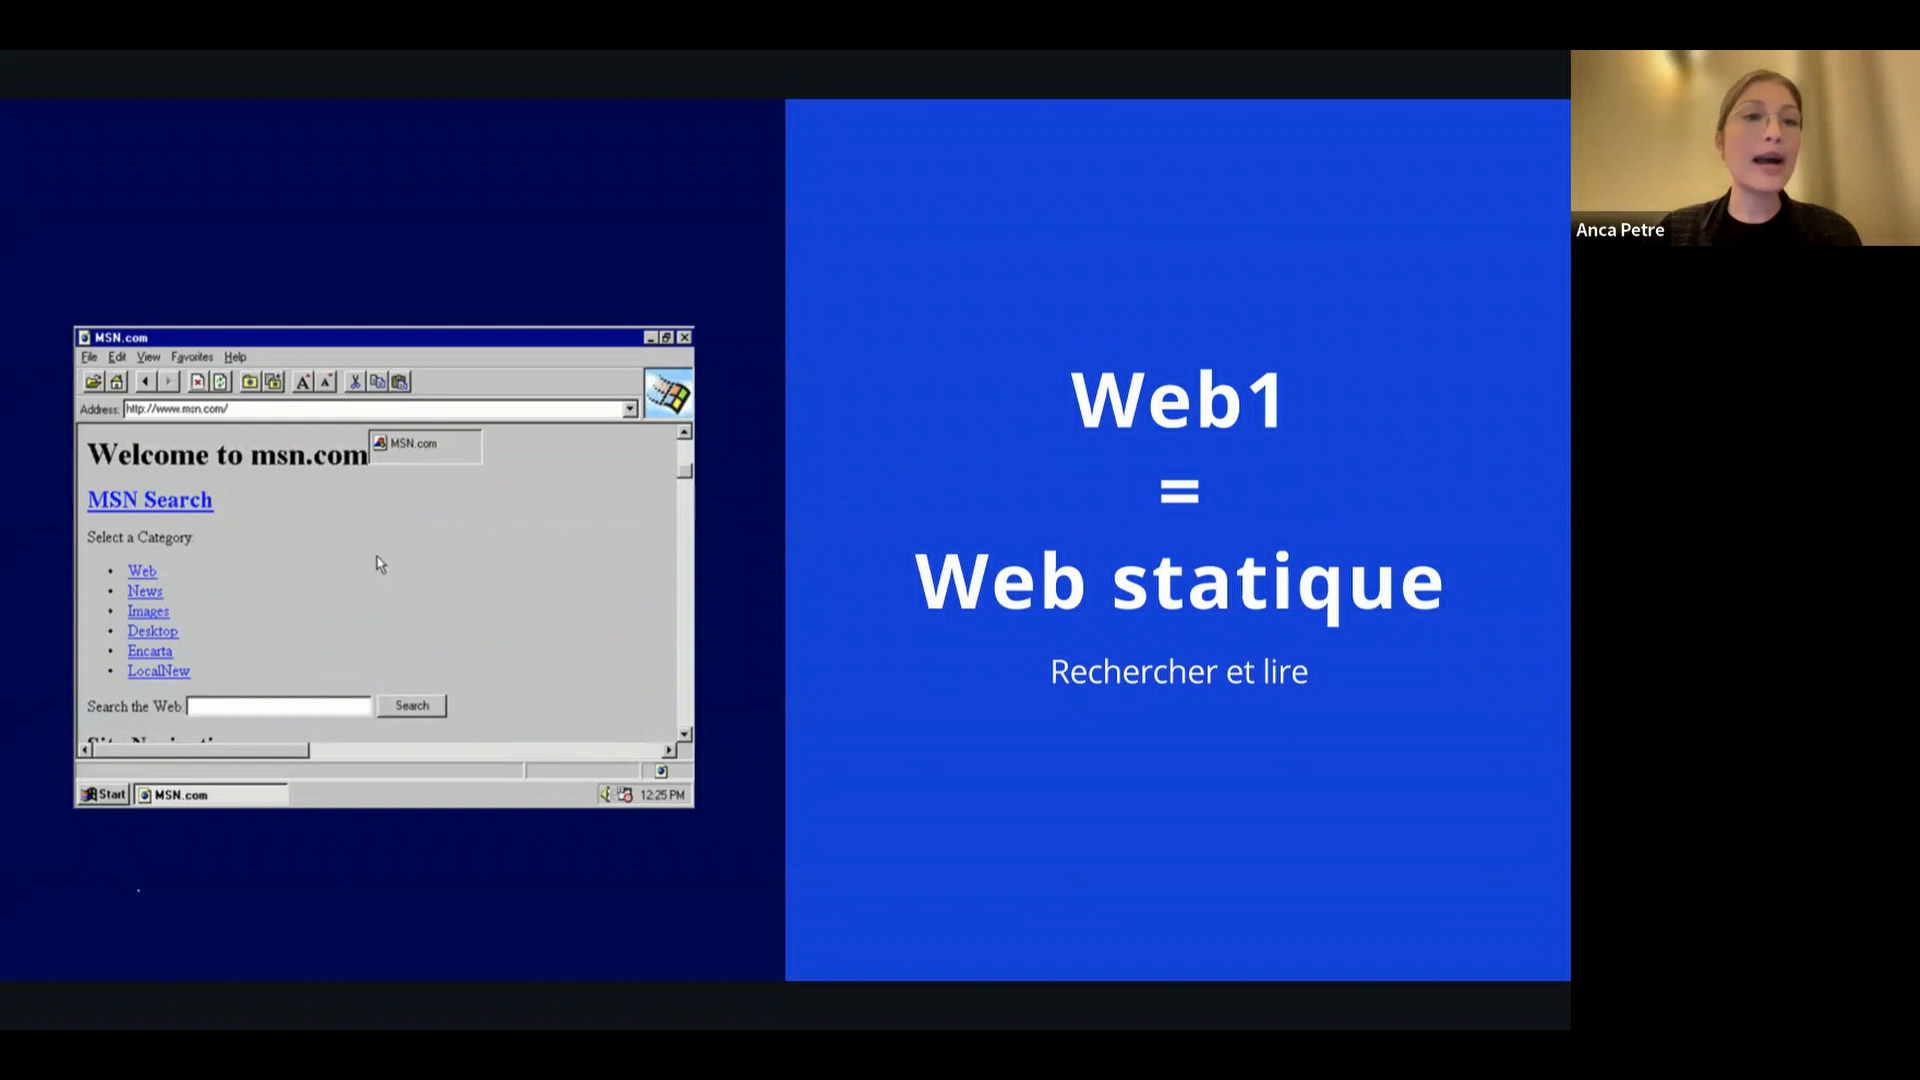 MSN.com
File Edit View Favorites Help
Address: http://www.msn.com/
Welcome to msn.com
MSN.com
MSN Search
Select a Category:
• Web
• News
• Images
• Desktop
• Encarta
• LocalNew
Search the Web: Search
Start MSN.com 12:25 PM
Web1
=
Web statique
Rechercher et lire
Anca Petre